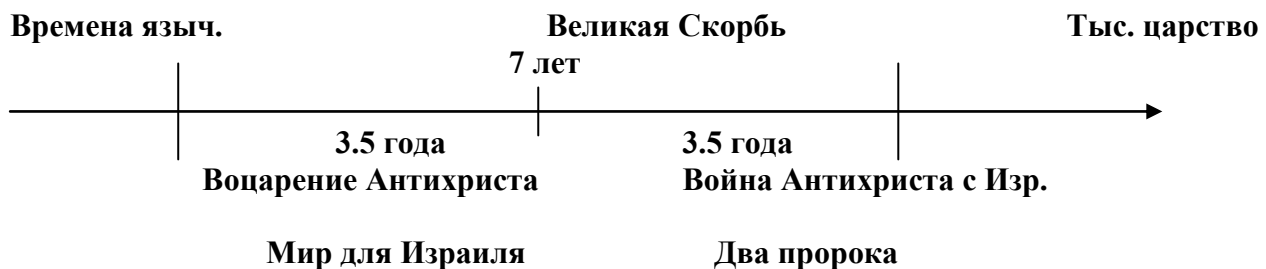 Времена языч. Великая Скорбь Тыс. царство
7 лет
3.5 года 3.5 года
Воцарение Антихриста Война Антихриста с Изр.
Мир для Израиля Два пророка